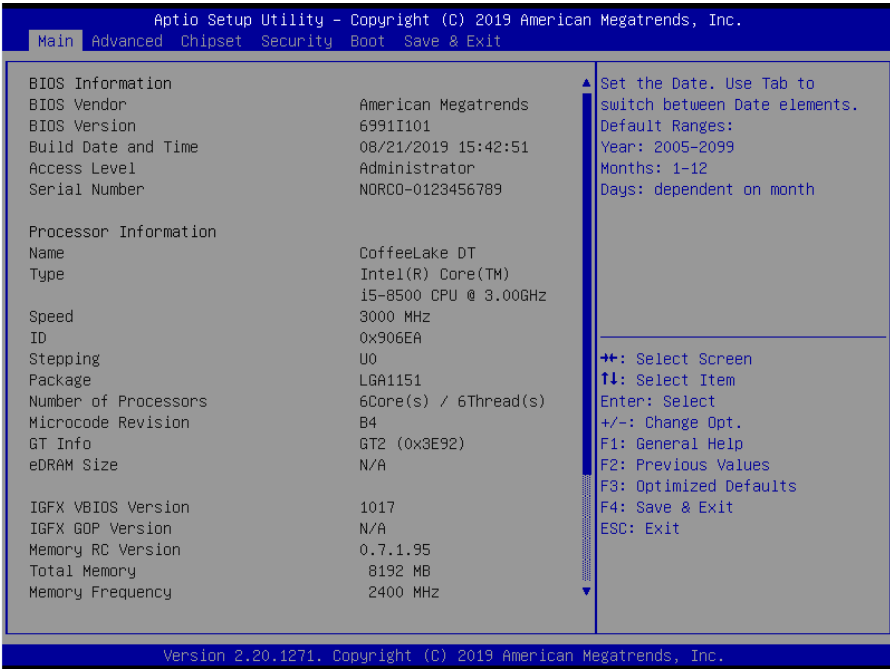 Aptio Setup Utility – Copyright (C) 2019 American Megatrends, Inc.
Main Advanced Chipset Security Boot Save & Exit
BIOS Information
BIOS Vendor American Megatrends
BIOS Version 6991I101
Build Date and Time 08/21/2019 15:42:51
Access Level Administrator
Serial Number NORCO-0123456789
Processor Information
Name CoffeeLake DT
Type Intel(R) Core(TM)
i5-8500 CPU @ 3.00GHz
Speed 3000 MHz
ID 0x906EA
Stepping U0
Package LGA1151
Number of Processors 6Core(s) / 6Thread(s)
Microcode Revision B4
GT Info GT2 (0x3E92)
eDRAM Size N/A
IGFX VBIOS Version 1017
IGFX GOP Version N/A
Memory RC Version 0.7.1.95
Total Memory 8192 MB
Memory Frequency 2400 MHz
Set the Date. Use Tab to
switch between Date elements.
Default Ranges:
Year: 2005-2099
Months: 1-12
Days: dependent on month
→←: Select Screen
↑↓: Select Item
Enter: Select
+/-: Change Opt.
F1: General Help
F2: Previous Values
F3: Optimized Defaults
F4: Save & Exit
ESC: Exit
Version 2.20.1271. Copyright (C) 2019 American Megatrends, Inc.